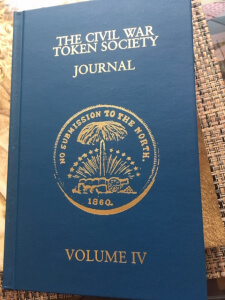 THE CIVIL WAR
TOKEN SOCIETY
JOURNAL
NO SUBMISSION TO THE NORTH.
1860.
VOLUME IV